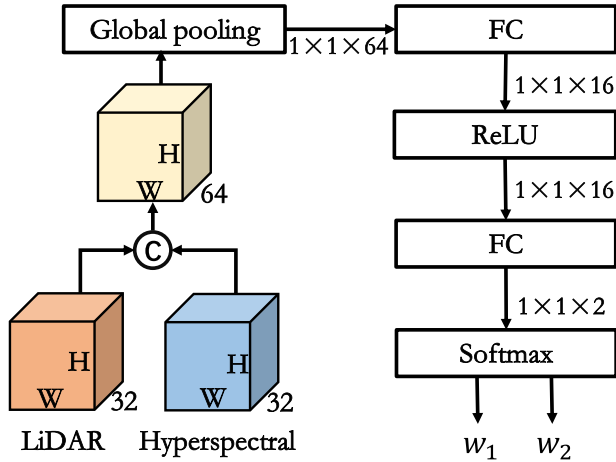 Global pooling
1×1×64
FC
1×1×16
ReLU
1×1×16
FC
1×1×2
Softmax
w₁
w₂
H
W
64
C
H
W
32
H
W
32
LiDAR
Hyperspectral